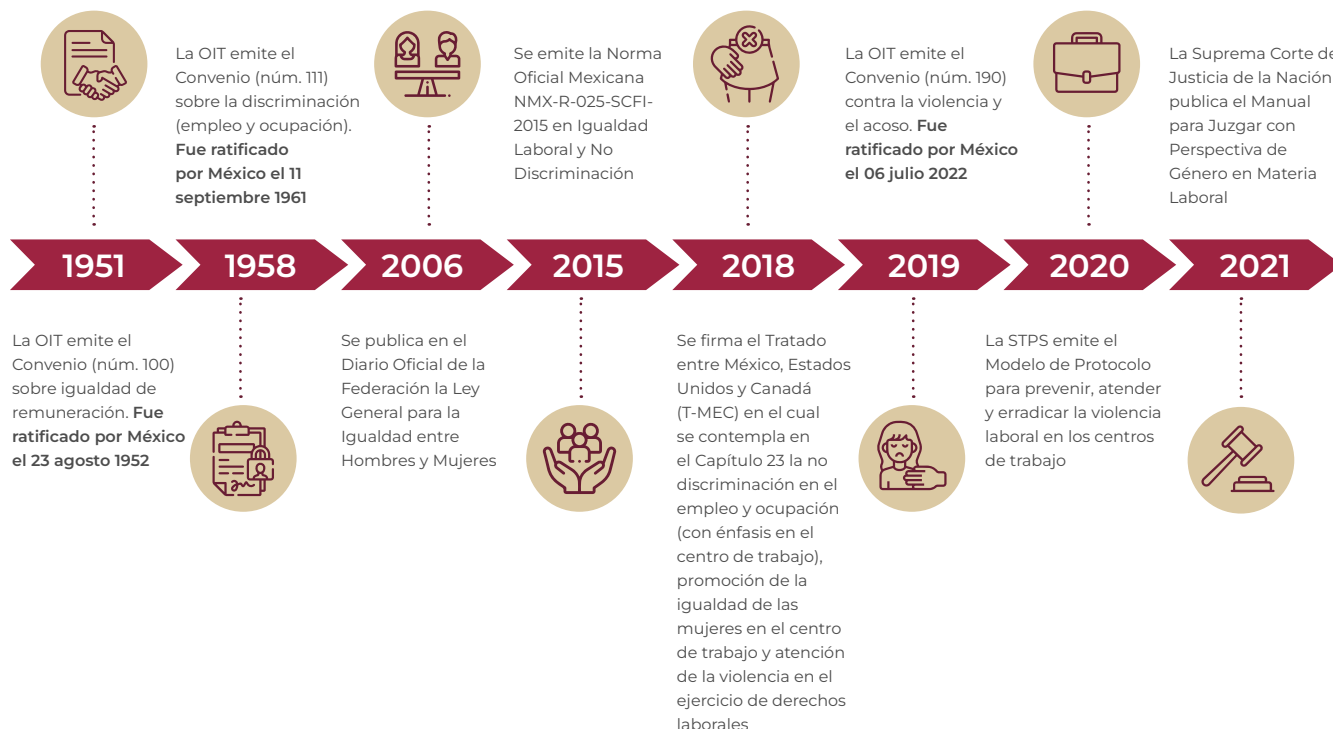 La OIT emite el
Convenio (núm. 111)
sobre la discriminación
(empleo y ocupación).
Fue ratificado
por México el 11
septiembre 1961
Se emite la Norma
Oficial Mexicana
NMX-R-025-SCFI-
2015 en Igualdad
Laboral y No
Discriminación
La OIT emite el
Convenio (núm. 190)
contra la violencia y
el acoso. Fue
ratificado por México
el 06 julio 2022
La Suprema Corte de
Justicia de la Nación
publica el Manual
para Juzgar con
Perspectiva de
Género en Materia
Laboral
1951
1958
2006
2015
2018
2019
2020
2021
La OIT emite el
Convenio (núm. 100)
sobre igualdad de
remuneración. Fue
ratificado por México
el 23 agosto 1952
Se publica en el
Diario Oficial de la
Federación la Ley
General para la
Igualdad entre
Hombres y Mujeres
Se firma el Tratado
entre México, Estados
Unidos y Canadá
(T-MEC) en el cual
se contempla en
el Capítulo 23 la no
discriminación en el
empleo y ocupación
(con énfasis en el
centro de trabajo),
promoción de la
igualdad de las
mujeres en el centro
de trabajo y atención
de la violencia en el
ejercicio de derechos
laborales
La STPS emite el
Modelo de Protocolo
para prevenir, atender
y erradicar la violencia
laboral en los centros
de trabajo